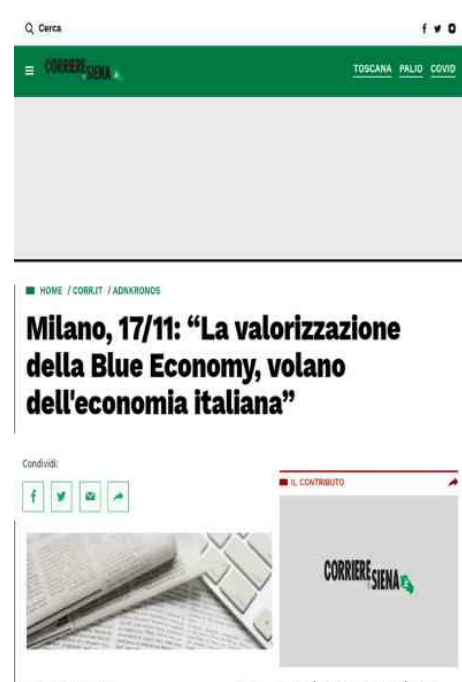 Cerca
CORRIERE SIENA
TOSCANA PALIO COVID
HOME / CORR.IT / ADNKRONOS
Milano, 17/11: “La valorizzazione
della Blue Economy, volano
dell'economia italiana”
Condividi:
IL CONTRIBUTO
CORRIERE SIENA